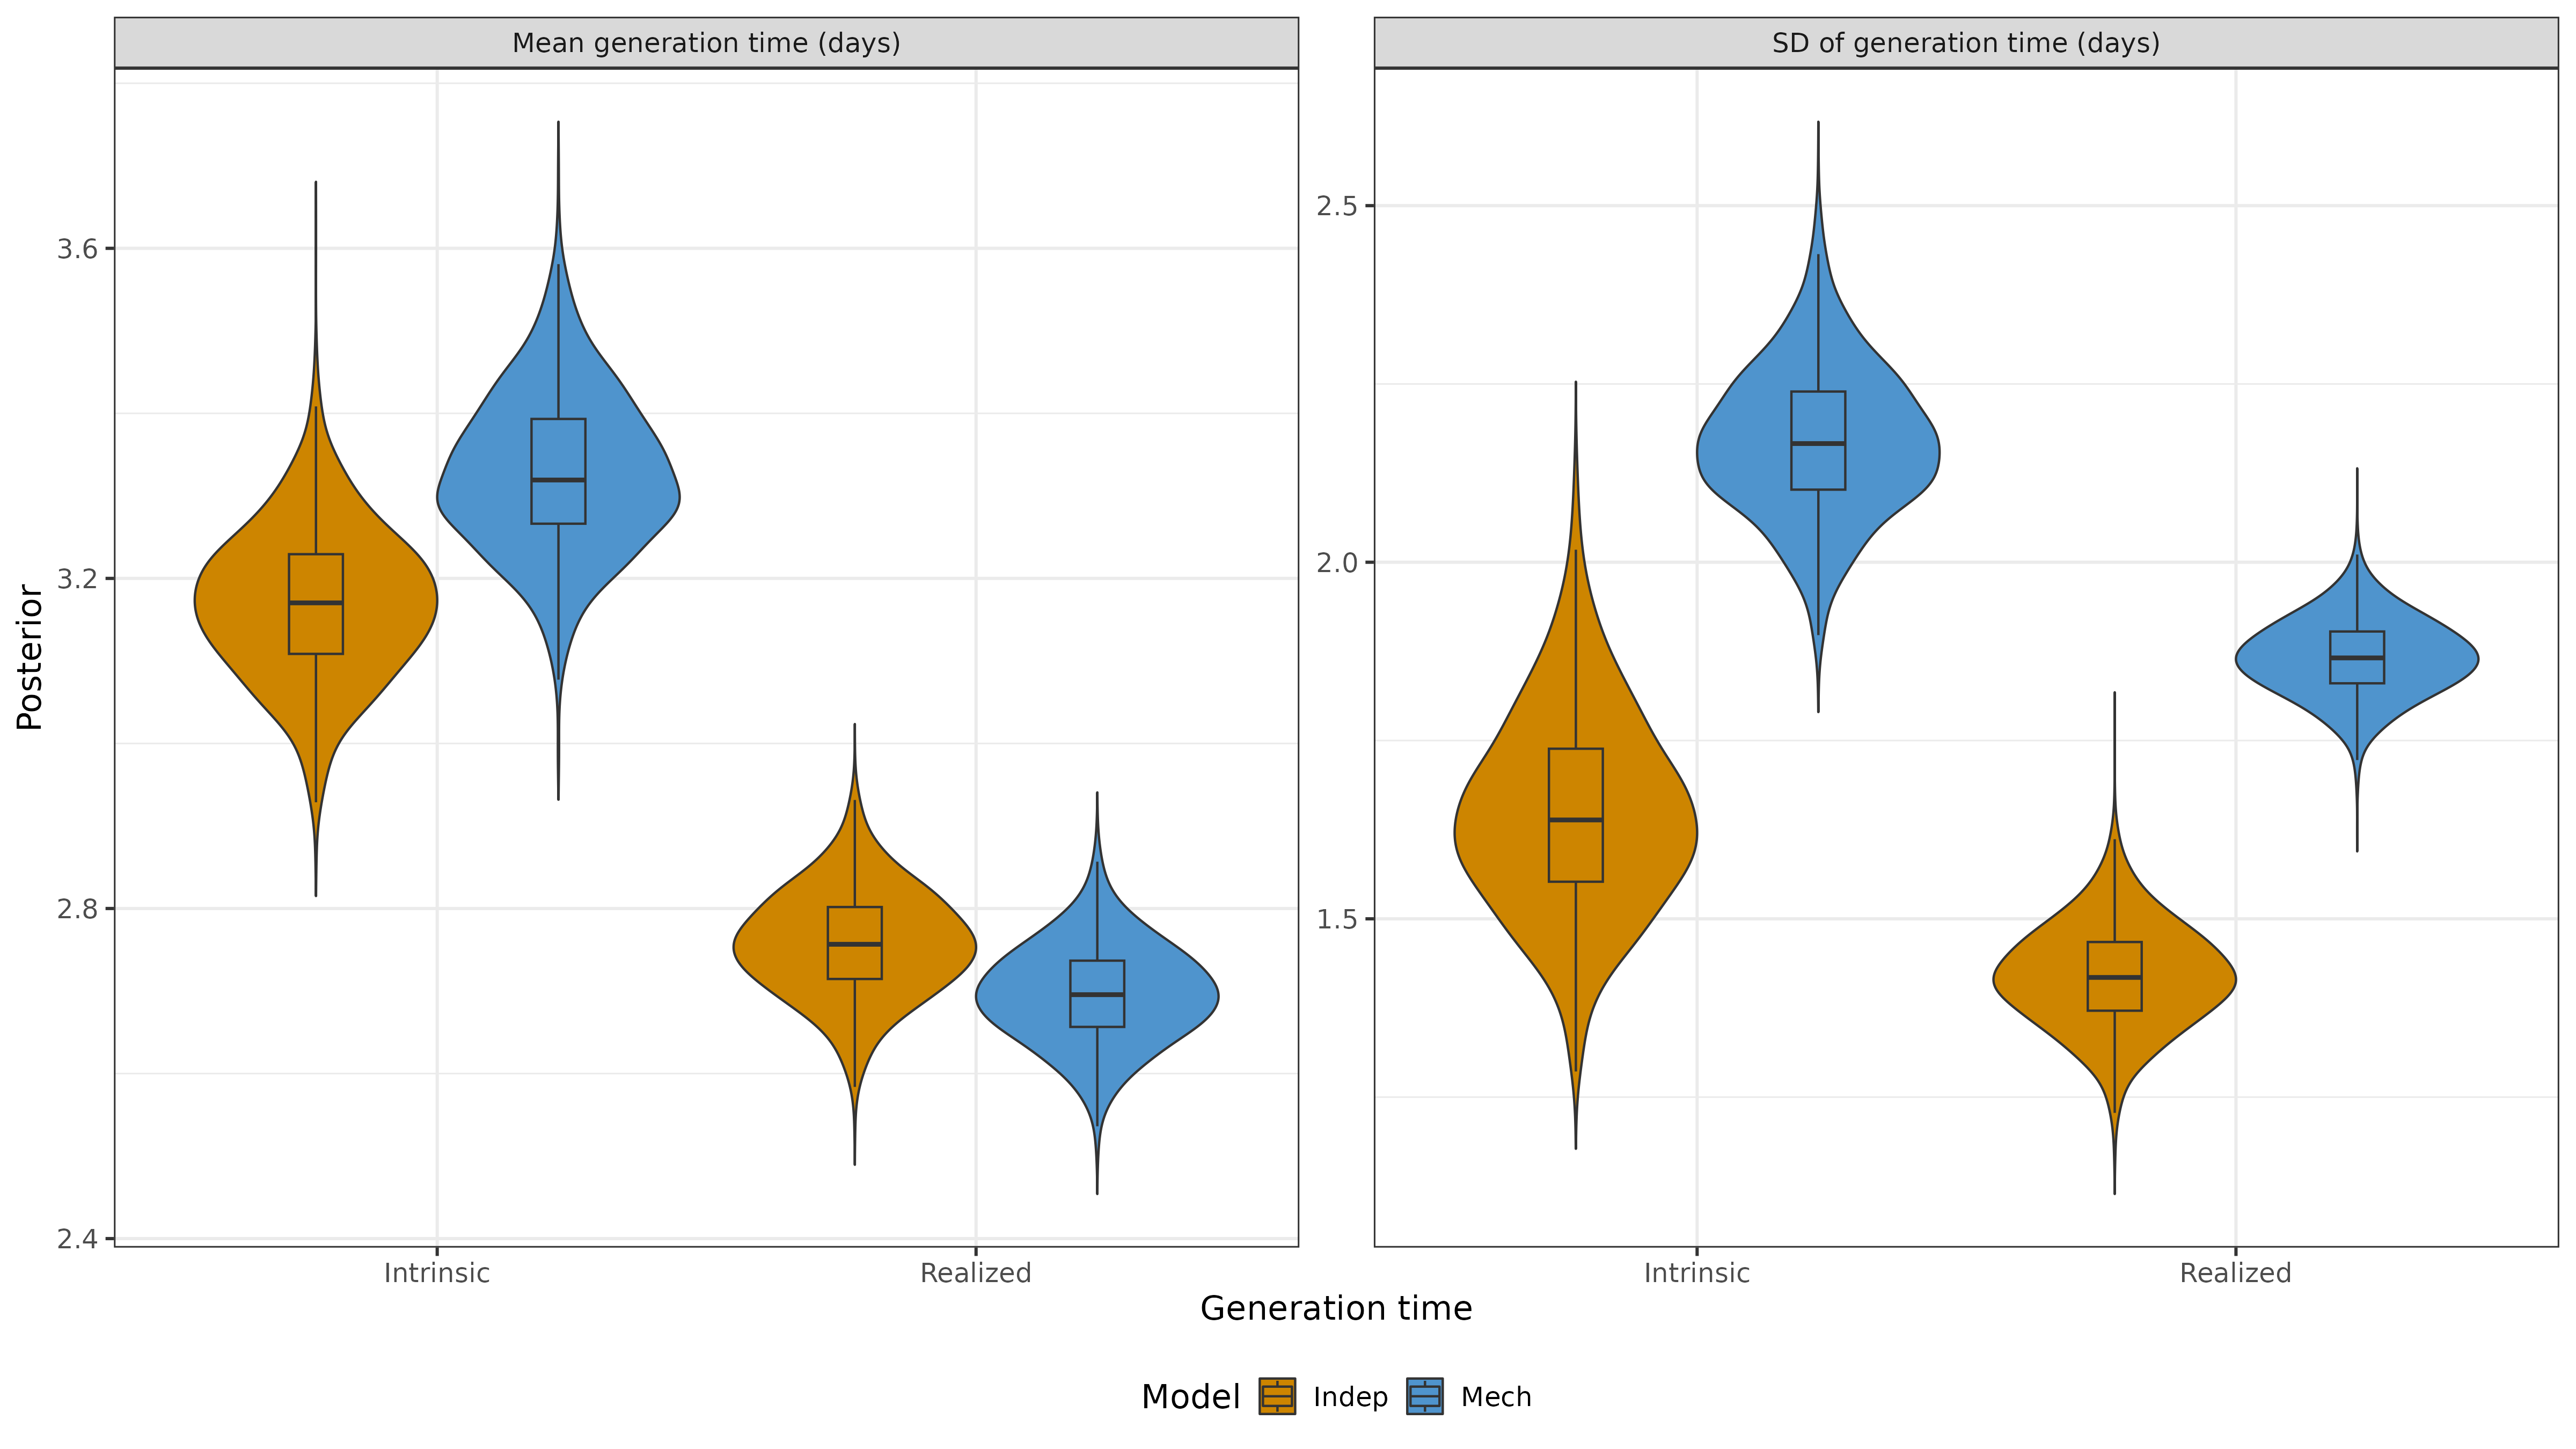 Mean generation time (days)
SD of generation time (days)
Posterior
3.6
3.2
2.8
2.4
2.5
2.0
1.5
Intrinsic
Realized
Intrinsic
Realized
Generation time
Model Indep Mech